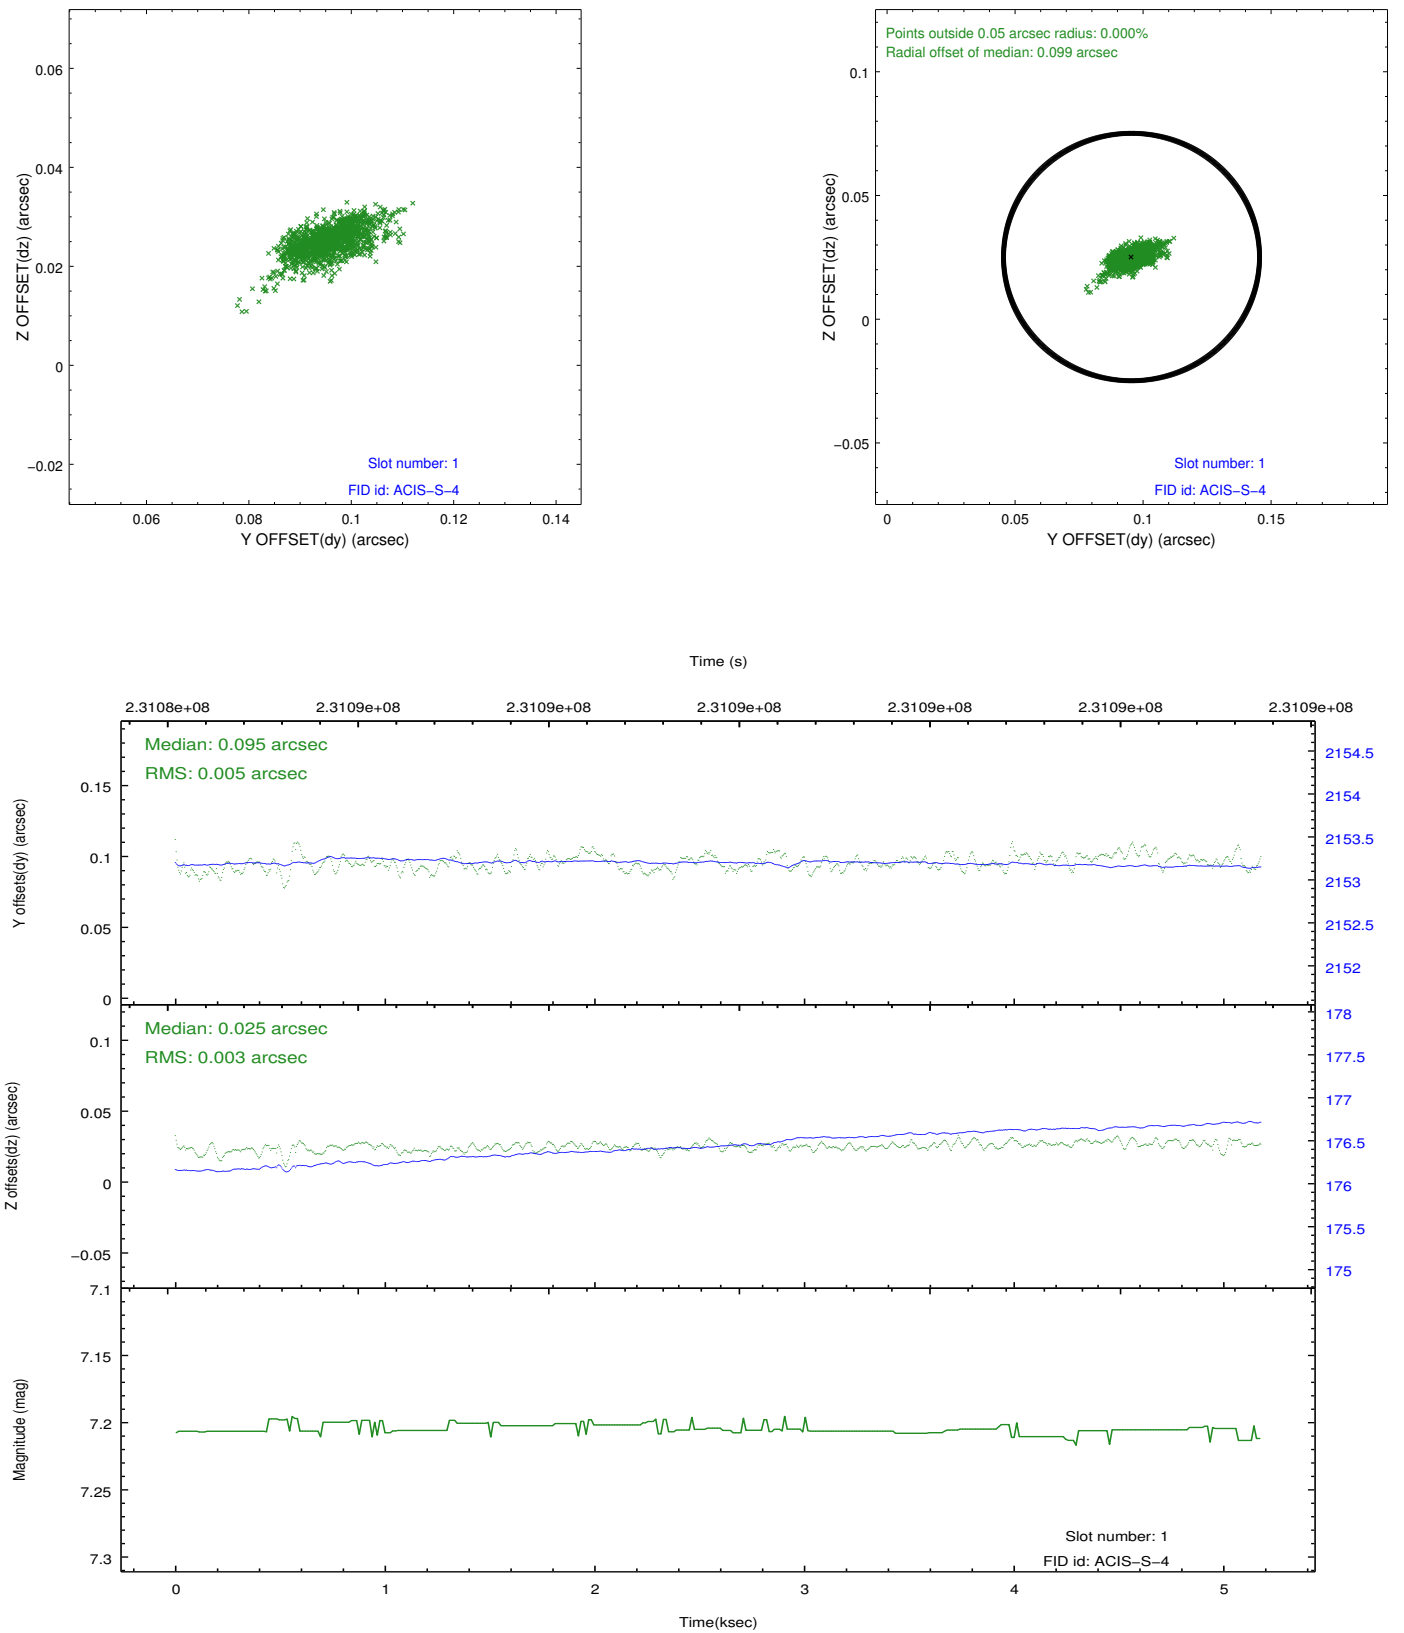 Z OFFSET(dz) (arcsec)
0.06
0.04
0.02
0
−0.02
Slot number: 1
FID id: ACIS−S−4
0.06
0.08
0.1
0.12
0.14
Y OFFSET(dy) (arcsec)
Points outside 0.05 arcsec radius: 0.000%
Radial offset of median: 0.099 arcsec
Z OFFSET(dz) (arcsec)
0.1
0.05
0
−0.05
Slot number: 1
FID id: ACIS−S−4
0
0.05
0.1
0.15
Y OFFSET(dy) (arcsec)
Time (s)
2.3108e+08
2.3109e+08
2.3109e+08
2.3109e+08
2.3109e+08
2.3109e+08
2.3109e+08
Median: 0.095 arcsec
RMS: 0.005 arcsec
Y offsets(dy) (arcsec)
0.15
0.1
0.05
0
2154.5
2154
2153.5
2153
2152.5
2152
Median: 0.025 arcsec
RMS: 0.003 arcsec
Z offsets(dz) (arcsec)
0.1
0.05
0
−0.05
178
177.5
177
176.5
176
175.5
175
Magnitude (mag)
7.1
7.15
7.2
7.25
7.3
Slot number: 1
FID id: ACIS−S−4
0
1
2
3
4
5
Time(ksec)